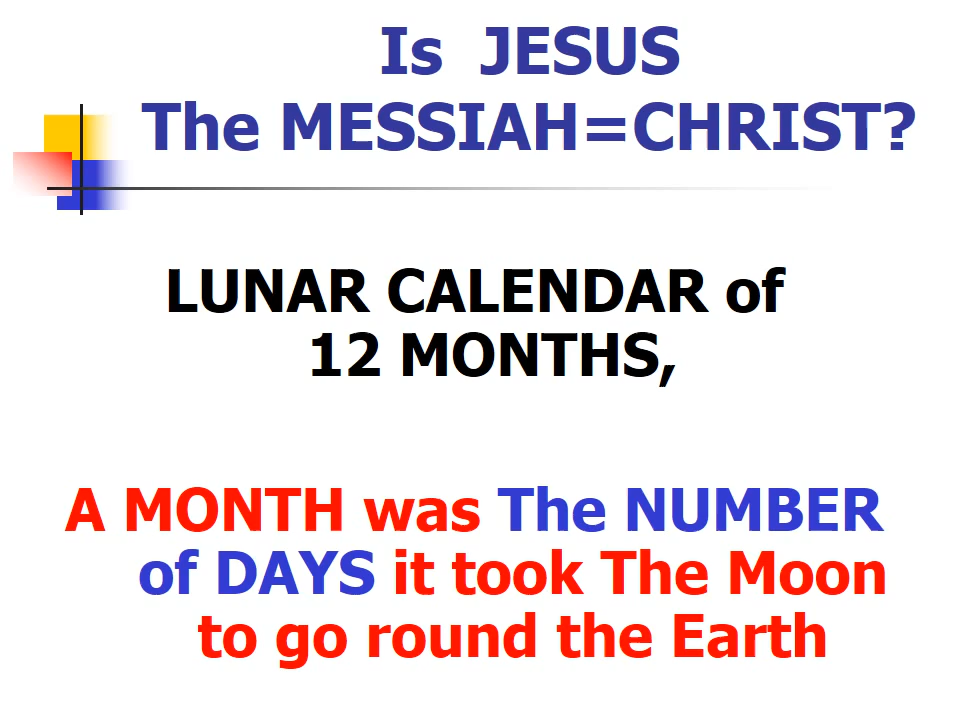 Is JESUS
The MESSIAH=CHRIST?
LUNAR CALENDAR of
12 MONTHS,
A MONTH was The NUMBER
of DAYS it took The Moon
to go round the Earth